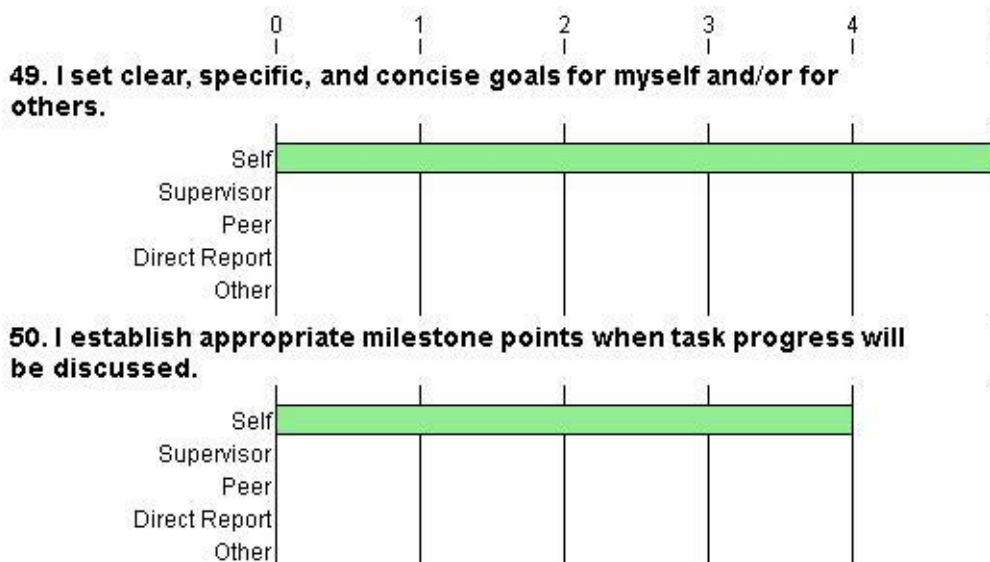 0 1 2 3 4
49. I set clear, specific, and concise goals for myself and/or for
others.
Self
Supervisor
Peer
Direct Report
Other
50. I establish appropriate milestone points when task progress will
be discussed.
Self
Supervisor
Peer
Direct Report
Other